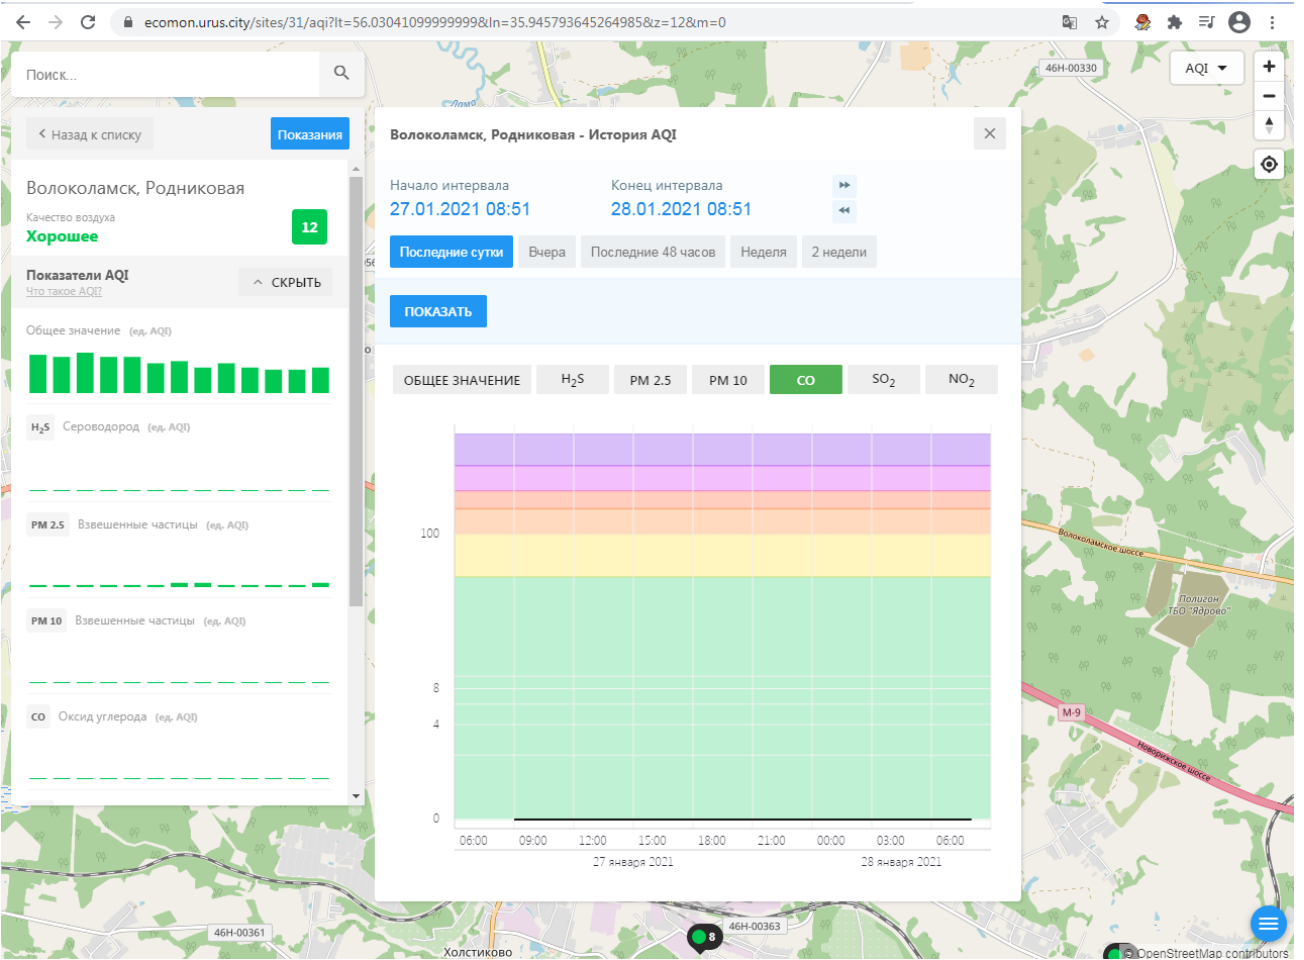 ecomon.urus.city/sites/31/aqi?lt=56.03041099999999&ln=35.945793645264985&z=12&m=0
Поиск...
46Н-00330
AQI
Назад к списку
Показания
Волоколамск, Родниковая
Качество воздуха
Хорошее
12
Показатели AQI
Что такое AQI?
СКРЫТЬ
Общее значение (ед. AQI)
H₂S Сероводород (ед. AQI)
PM 2.5 Взвешенные частицы (ед. AQI)
PM 10 Взвешенные частицы (ед. AQI)
CO Оксид углерода (ед. AQI)
Волоколамск, Родниковая - История AQI
Начало интервала
Конец интервала
27.01.2021 08:51
28.01.2021 08:51
Последние сутки
Вчера
Последние 48 часов
Неделя
2 недели
ПОКАЗАТЬ
ОБЩЕЕ ЗНАЧЕНИЕ
H₂S
PM 2.5
PM 10
CO
SO₂
NO₂
100
8
4
0
06:00 09:00 12:00 15:00 18:00 21:00 00:00 03:00 06:00
27 января 2021
28 января 2021
Волоколамское шоссе
Полигон
ТБО "Ядрово"
М-9
Новорижское шоссе
46Н-00361
46Н-00363
8
Холстиково
© OpenStreetMap contributors